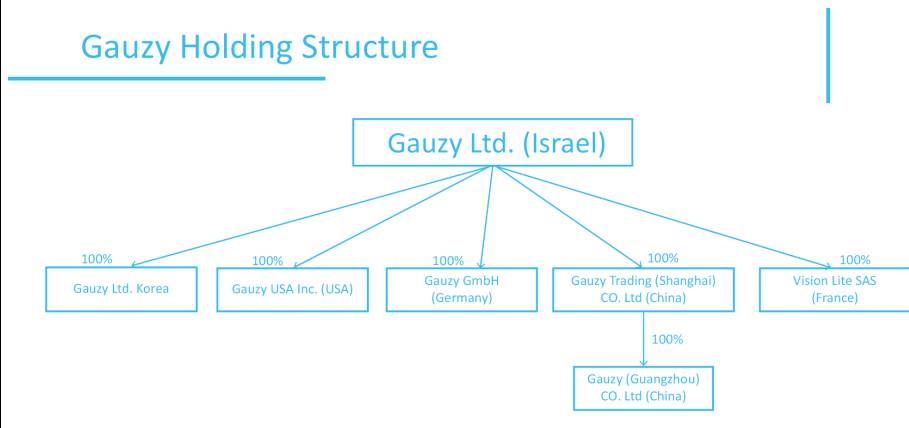 Gauzy Holding Structure
Gauzy Ltd. (Israel)
100%
100%
100%
100%
100%
Gauzy Ltd. Korea
Gauzy USA Inc. (USA)
Gauzy GmbH
(Germany)
Gauzy Trading (Shanghai)
CO. Ltd (China)
Vision Lite SAS
(France)
100%
Gauzy (Guangzhou)
CO. Ltd (China)